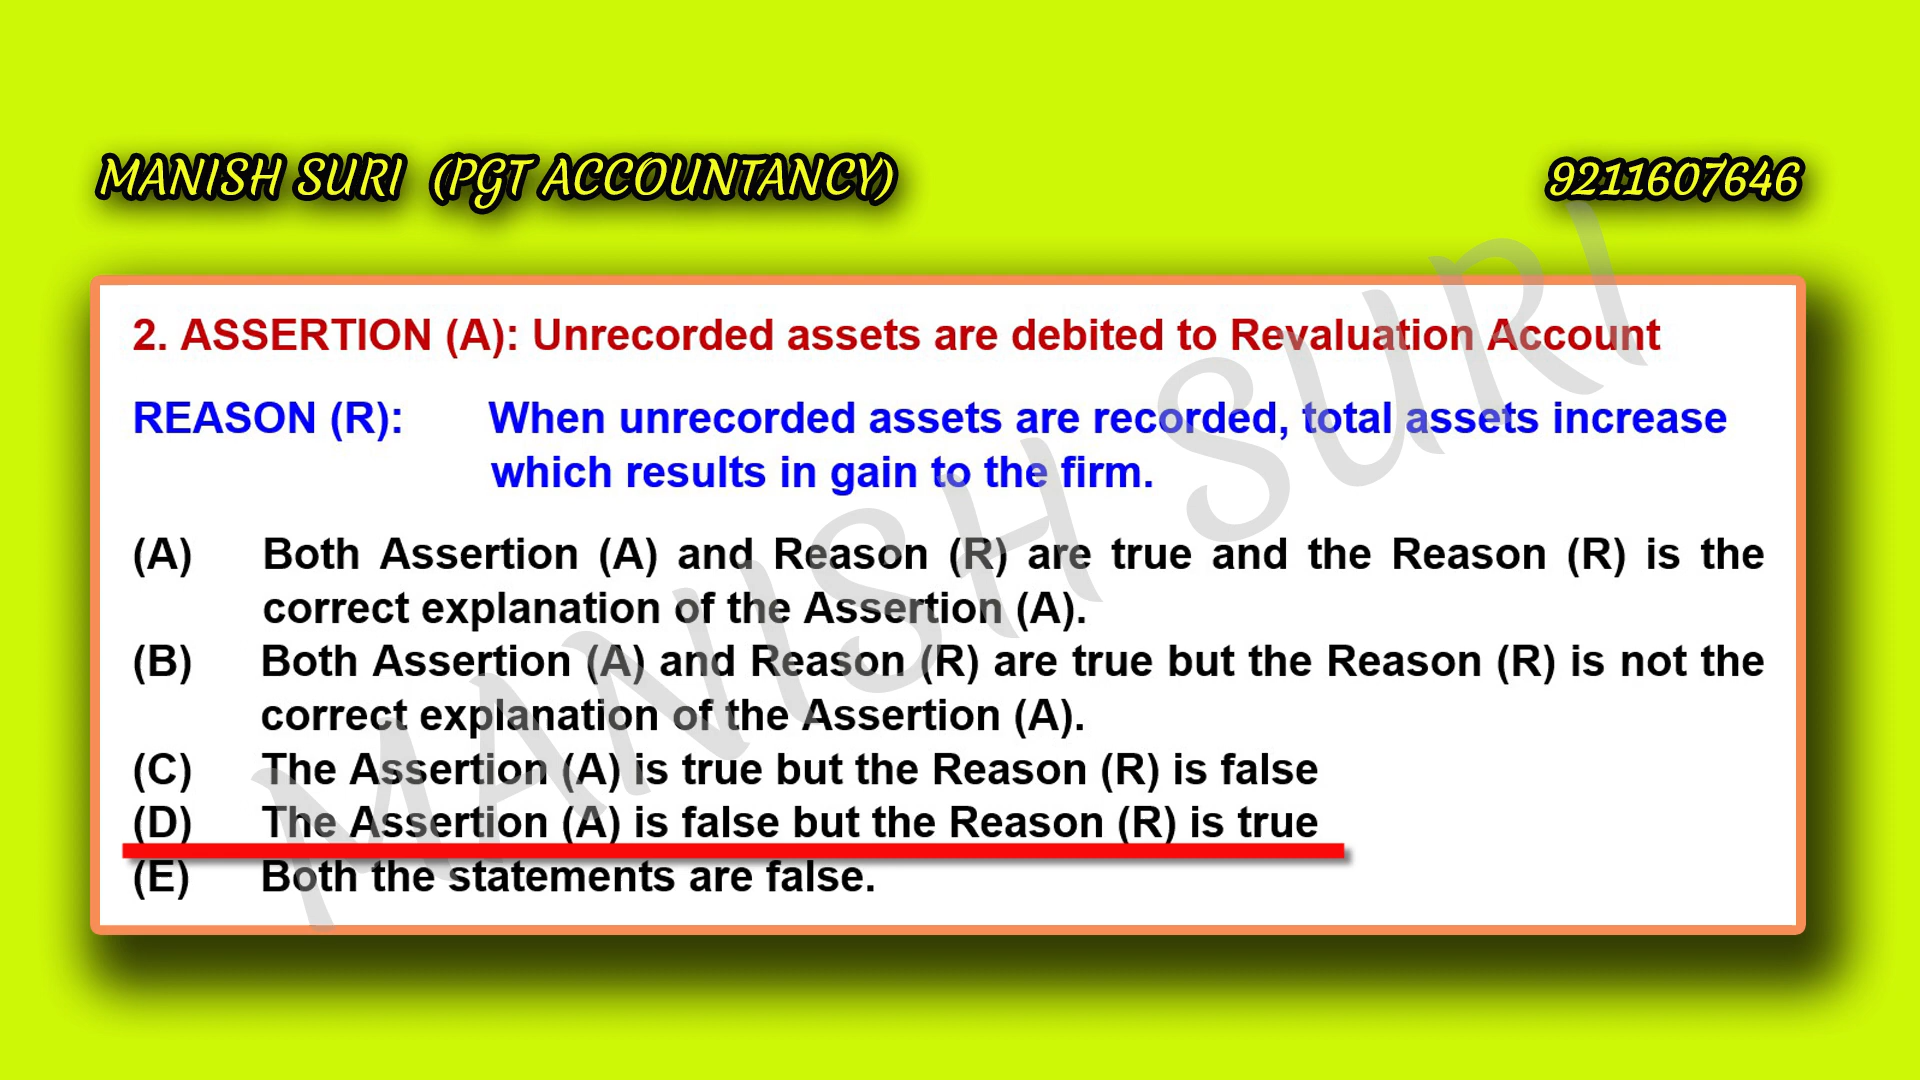 MANISH SURI (PGT ACCOUNTANCY) 9211607646
2. ASSERTION (A): Unrecorded assets are debited to Revaluation Account
REASON (R): When unrecorded assets are recorded, total assets increase
which results in gain to the firm.
(A) Both Assertion (A) and Reason (R) are true and the Reason (R) is the
correct explanation of the Assertion (A).
(B) Both Assertion (A) and Reason (R) are true but the Reason (R) is not the
correct explanation of the Assertion (A).
(C) The Assertion (A) is true but the Reason (R) is false
(D) The Assertion (A) is false but the Reason (R) is true
(E) Both the statements are false.
MANISH SURI